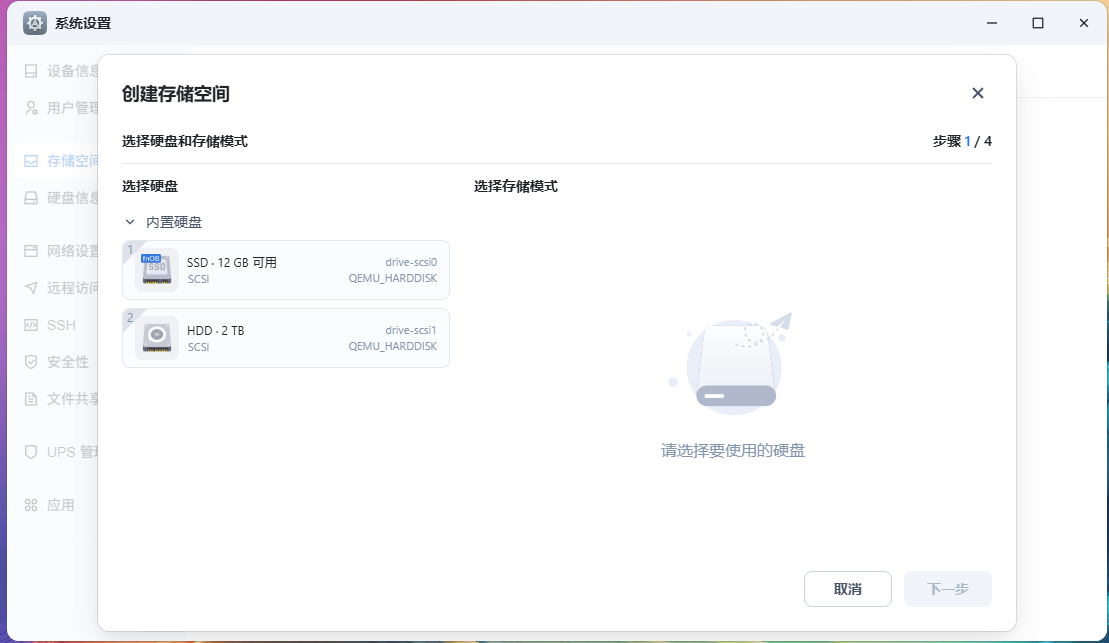 系统设置
设备信息
用户管理
存储空间
硬盘信息
网络设置
远程访问
SSH
安全性
文件共享
UPS 管理
应用
创建存储空间
选择硬盘和存储模式
步骤 1 / 4
选择硬盘
内置硬盘
1
fnOS
SSD
SSD · 12 GB 可用
SCSI
drive-scsi0
QEMU_HARDDISK
2
HDD · 2 TB
SCSI
drive-scsi1
QEMU_HARDDISK
选择存储模式
请选择要使用的硬盘
取消
下一步